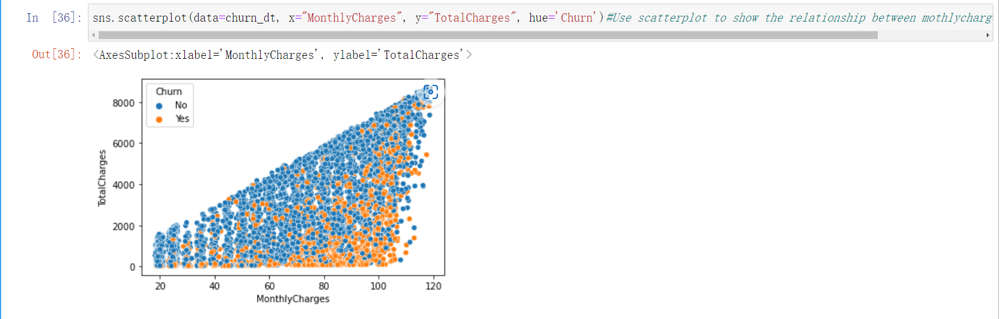 In [36]: sns.scatterplot(data=churn_dt, x="MonthlyCharges", y="TotalCharges", hue='Churn')#Use scatterplot to show the relationship between mothlycharg
Out[36]: <AxesSubplot:xlabel='MonthlyCharges', ylabel='TotalCharges'>
Churn
No
Yes
TotalCharges
8000
6000
4000
2000
0
20 40 60 80 100 120
MonthlyCharges